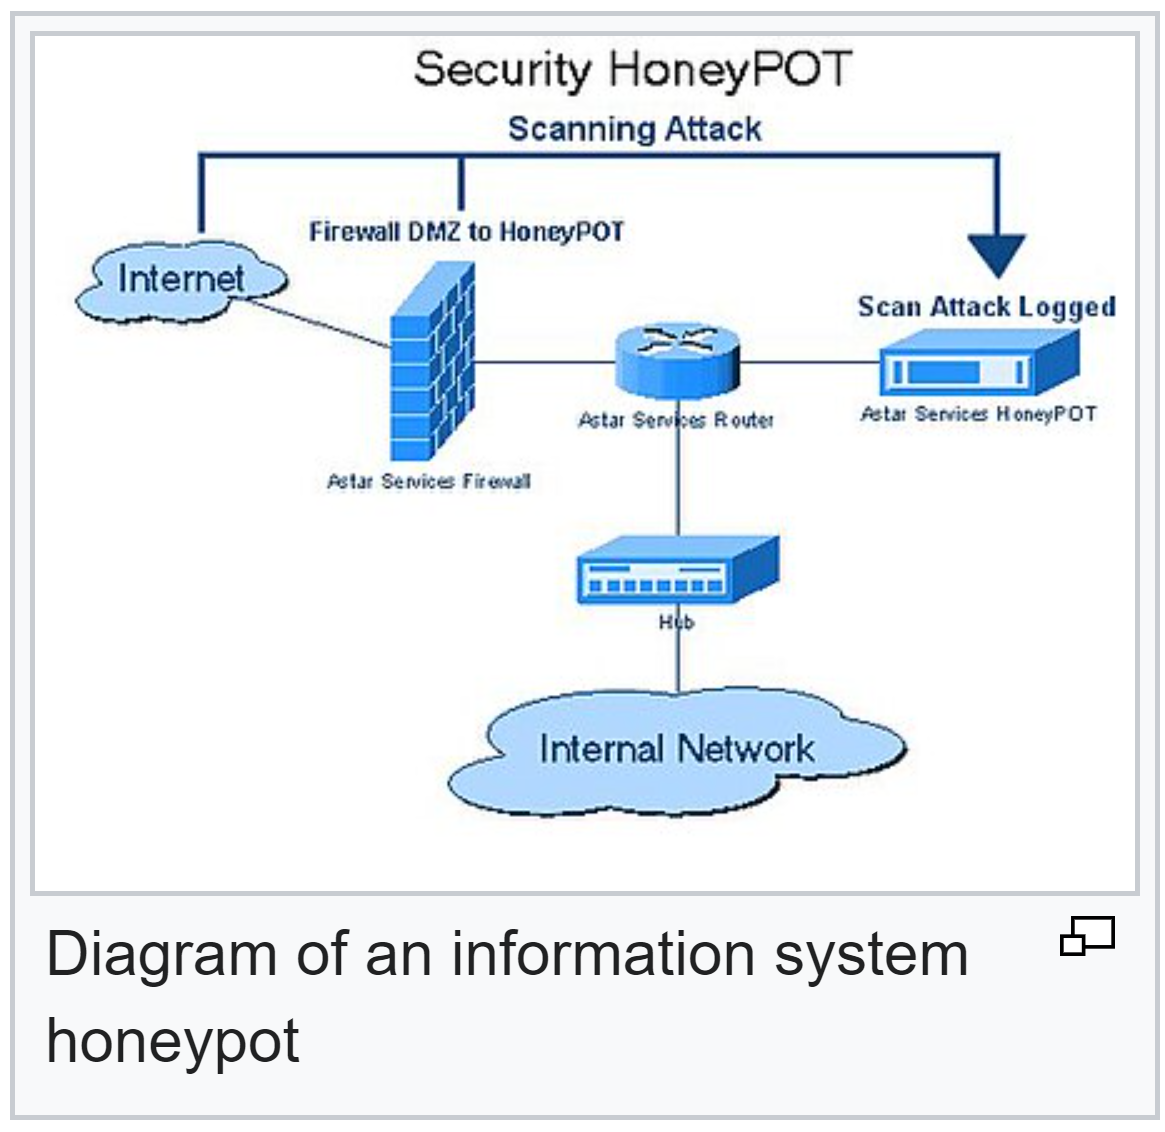 Security HoneyPOT
Scanning Attack
Firewall DMZ to HoneyPOT
Internet
Scan Attack Logged
Astar Services Router
Astar Services HoneyPOT
Astar Services Firewall
Hub
Internal Network
Diagram of an information system
honeypot